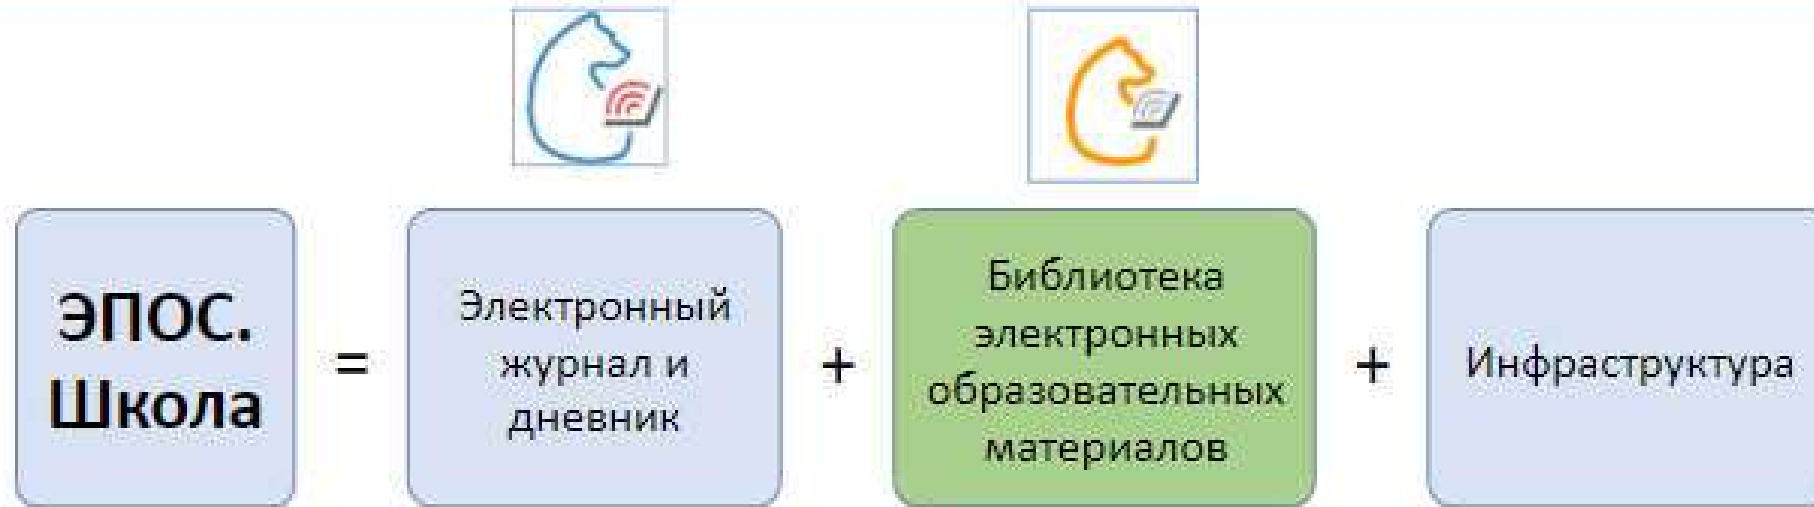 ЭПОС.
Школа
=
Электронный
журнал и
дневник
+
Библиотека
электронных
образовательных
материалов
+
Инфраструктура